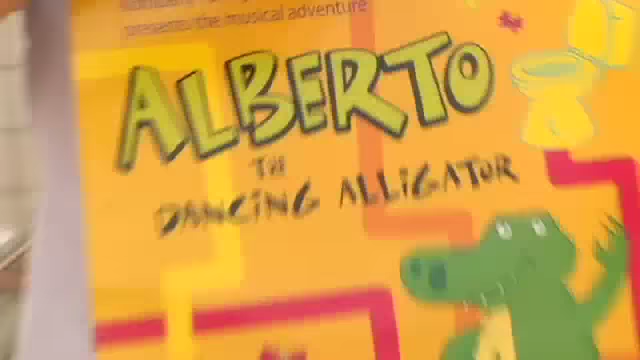 presents the musical adventure
ALBERTO
THE
DANCING ALLIGATOR